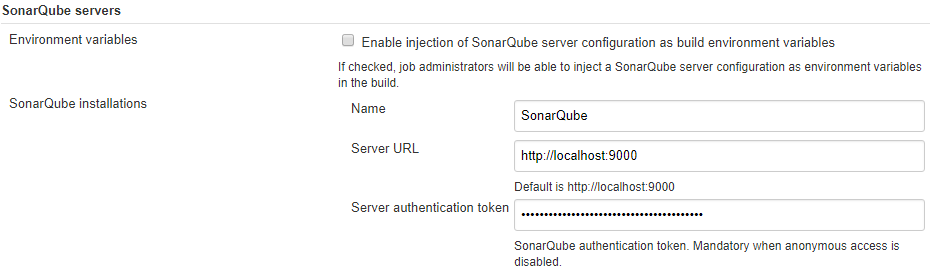 SonarQube servers
Environment variables
Enable injection of SonarQube server configuration as build environment variables
If checked, job administrators will be able to inject a SonarQube server configuration as environment variables
in the build.
SonarQube installations
Name
SonarQube
Server URL
http://localhost:9000
Default is http://localhost:9000
Server authentication token
••••••••••••••••••••••••••••••••••••••••
SonarQube authentication token. Mandatory when anonymous access is
disabled.